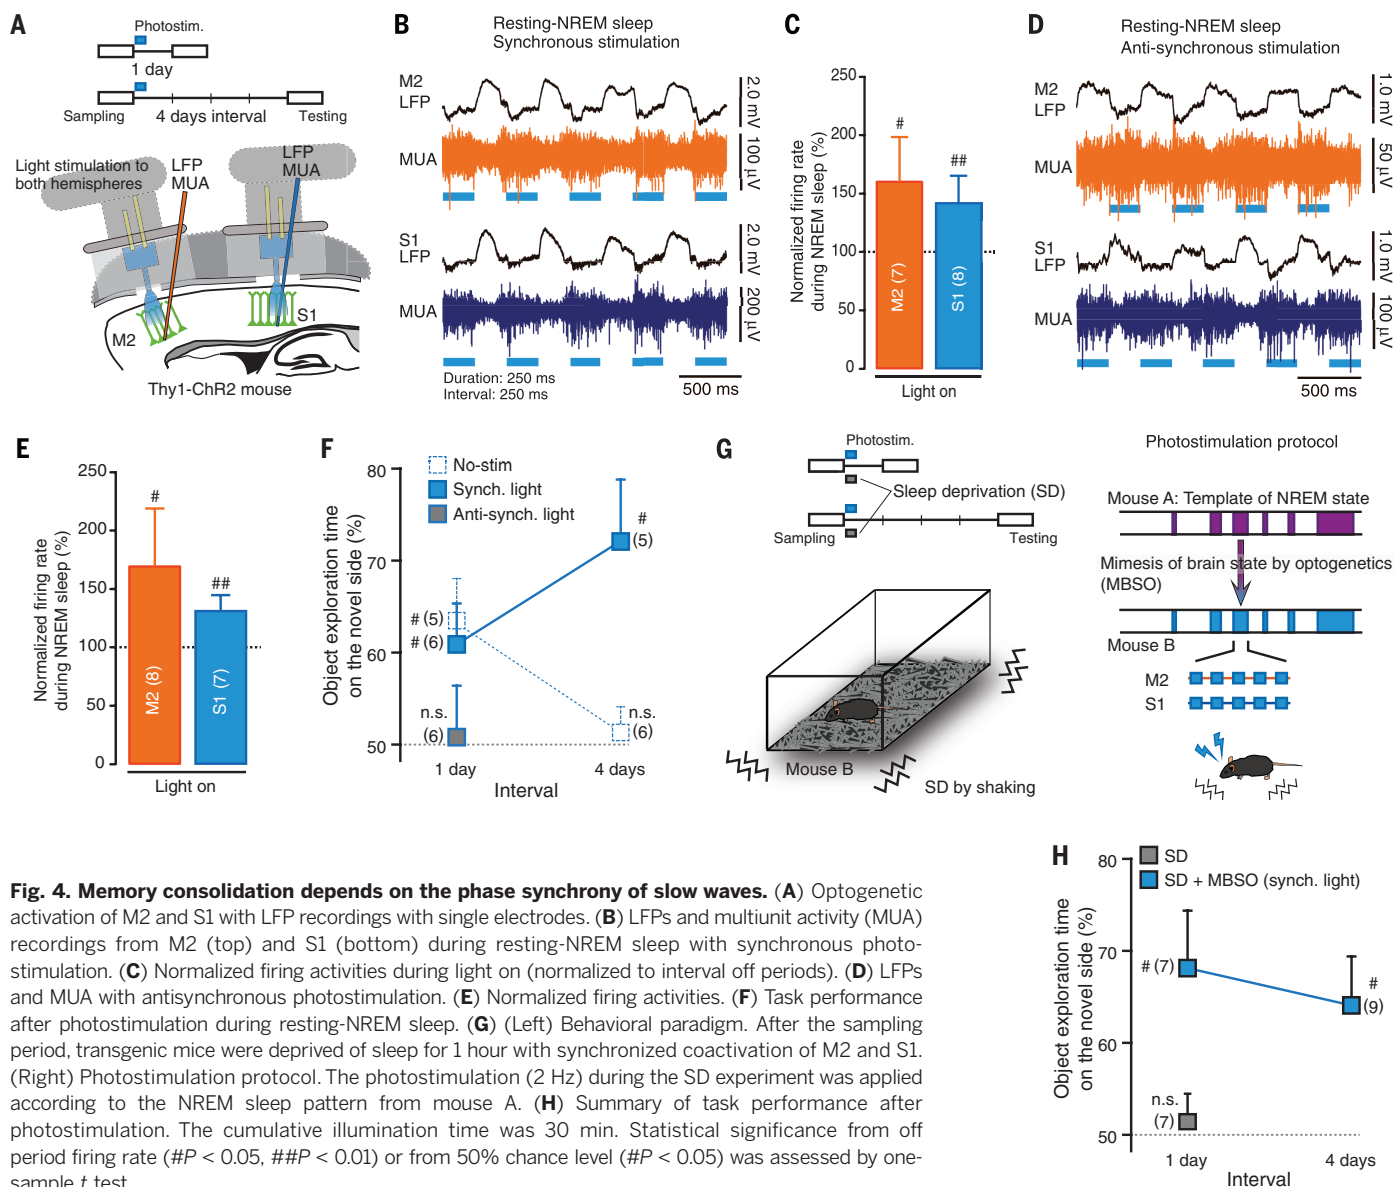 A
Photostim.
1 day
Sampling
4 days interval
Testing
Light stimulation to
both hemispheres
LFP
MUA
LFP
MUA
M2
S1
Thy1-ChR2 mouse
B
Resting-NREM sleep
Synchronous stimulation
M2
LFP
2.0 mV
MUA
100 µV
S1
LFP
2.0 mV
MUA
200 µV
Duration: 250 ms
Interval: 250 ms
500 ms
C
Normalized firing rate
during NREM sleep (%)
250
200
150
100
50
0
#
##
M2 (7)
S1 (8)
Light on
D
Resting-NREM sleep
Anti-synchronous stimulation
M2
LFP
1.0 mV
MUA
50 µV
S1
LFP
1.0 mV
MUA
100 µV
500 ms
E
Normalized firing rate
during NREM sleep (%)
250
200
150
100
50
0
#
##
M2 (8)
S1 (7)
Light on
F
Object exploration time
on the novel side (%)
80
70
60
50
No-stim
Synch. light
Anti-synch. light
#
(5)
# (5)
# (6)
n.s.
(6)
n.s.
(6)
1 day
4 days
Interval
G
Photostim.
Sleep deprivation (SD)
Sampling
Testing
Mouse B
SD by shaking
Photostimulation protocol
Mouse A: Template of NREM state
Mimesis of brain state by optogenetics
(MBSO)
Mouse B
M2
S1
H
Object exploration time
on the novel side (%)
80
70
60
50
SD
SD + MBSO (synch. light)
# (7)
#
(9)
n.s.
(7)
1 day
4 days
Interval
Fig. 4. Memory consolidation depends on the phase synchrony of slow waves. (A) Optogenetic
activation of M2 and S1 with LFP recordings with single electrodes. (B) LFPs and multiunit activity (MUA)
recordings from M2 (top) and S1 (bottom) during resting-NREM sleep with synchronous photo-
stimulation. (C) Normalized firing activities during light on (normalized to interval off periods). (D) LFPs
and MUA with antisynchronous photostimulation. (E) Normalized firing activities. (F) Task performance
after photostimulation during resting-NREM sleep. (G) (Left) Behavioral paradigm. After the sampling
period, transgenic mice were deprived of sleep for 1 hour with synchronized coactivation of M2 and S1.
(Right) Photostimulation protocol. The photostimulation (2 Hz) during the SD experiment was applied
according to the NREM sleep pattern from mouse A. (H) Summary of task performance after
photostimulation. The cumulative illumination time was 30 min. Statistical significance from off
period firing rate (#P < 0.05, ##P < 0.01) or from 50% chance level (#P < 0.05) was assessed by one-
sample t test.